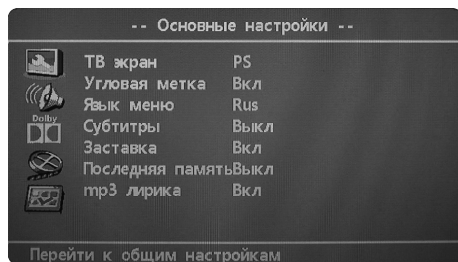 -- Основные настройки --
ТВ экран PS
Угловая метка Вкл
Язык меню Rus
Dolby
Субтитры Выкл
Заставка Вкл
Последняя память Выкл
mp3 лирика Вкл
Перейти к общим настройкам